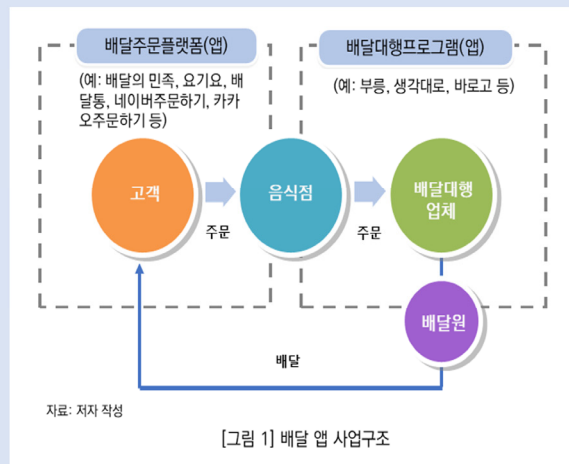 배달주문플랫폼(앱)
(예: 배달의 민족, 요기요, 배
달통, 네이버주문하기, 카카
오주문하기 등)
배달대행프로그램(앱)
(예: 부릉, 생각대로, 바로고 등)
고객
주문
음식점
주문
배달대행
업체
배달원
배달
자료: 저자 작성
[그림 1] 배달 앱 사업구조